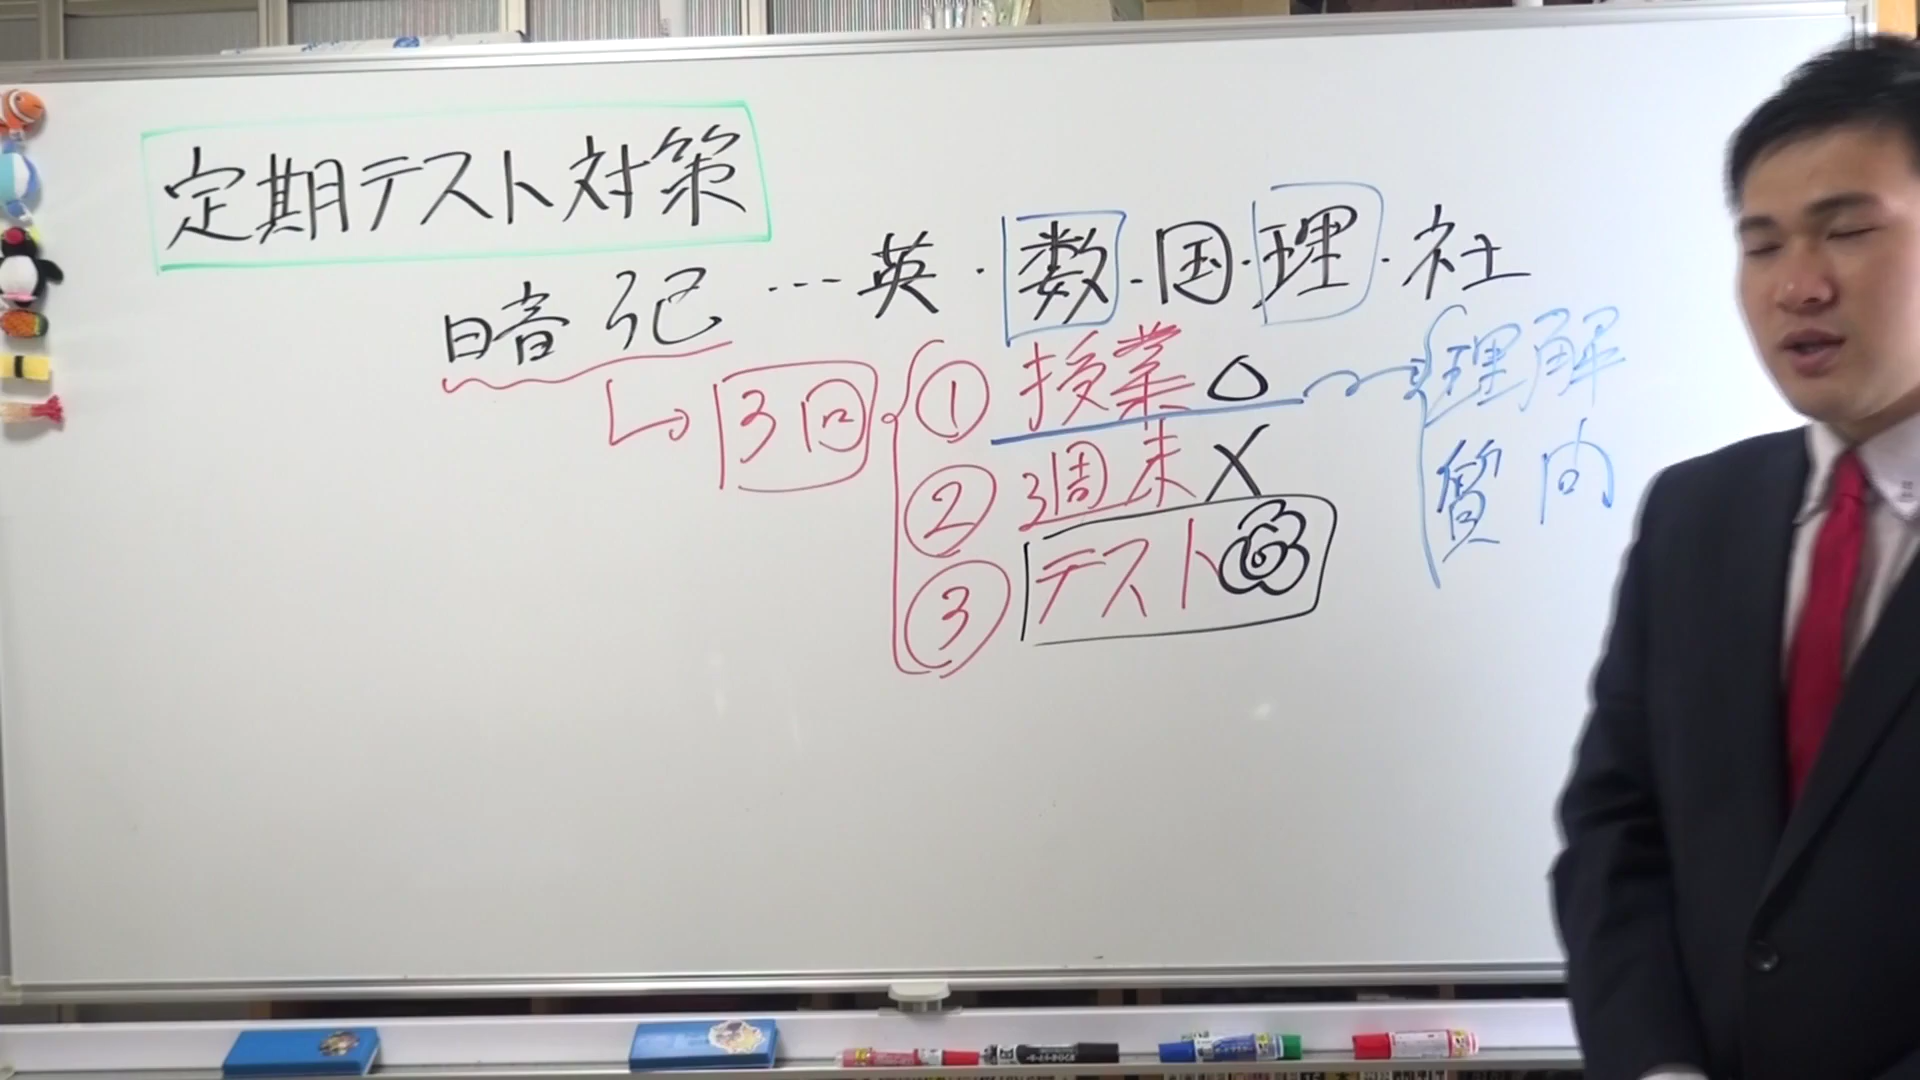 定期テスト対策
暗記…英・数・国・理・社
3回
① 授業 ○
② 3週末 ×
③ テスト
理解
質問